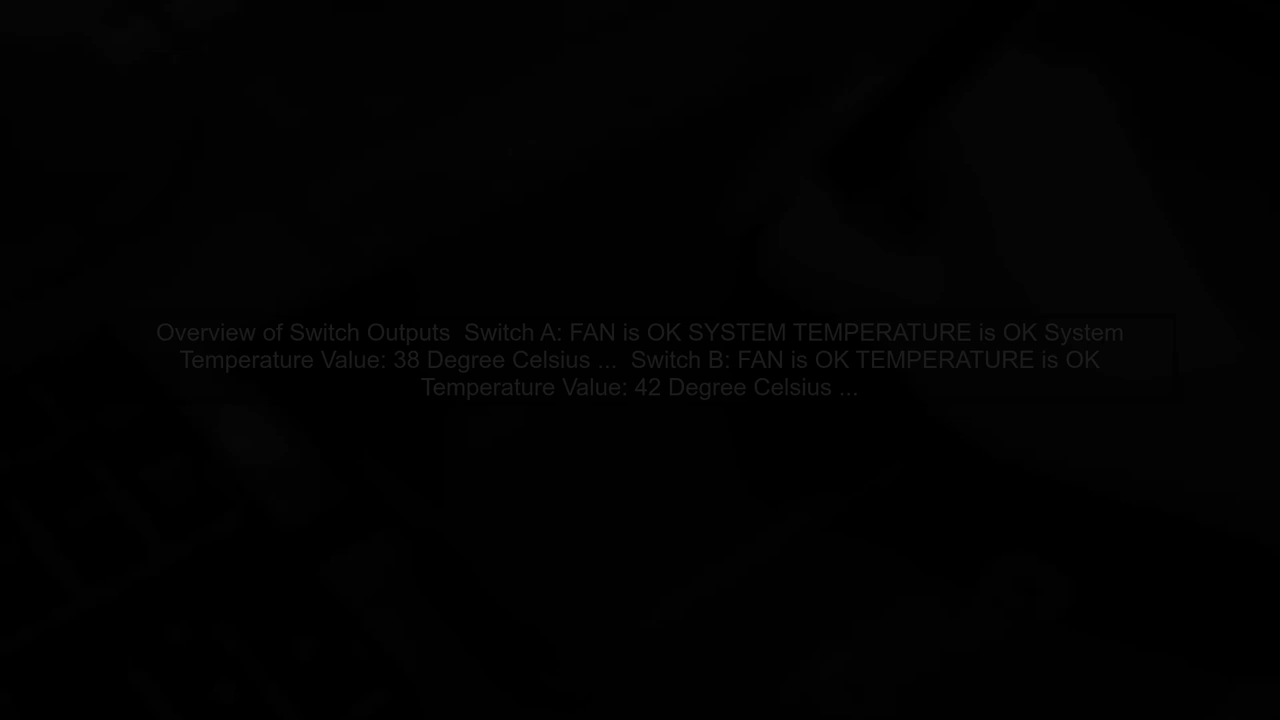 Overview of Switch Outputs  Switch A: FAN is OK SYSTEM TEMPERATURE is OK System
Temperature Value: 38 Degree Celsius ...  Switch B: FAN is OK TEMPERATURE is OK
Temperature Value: 42 Degree Celsius ...